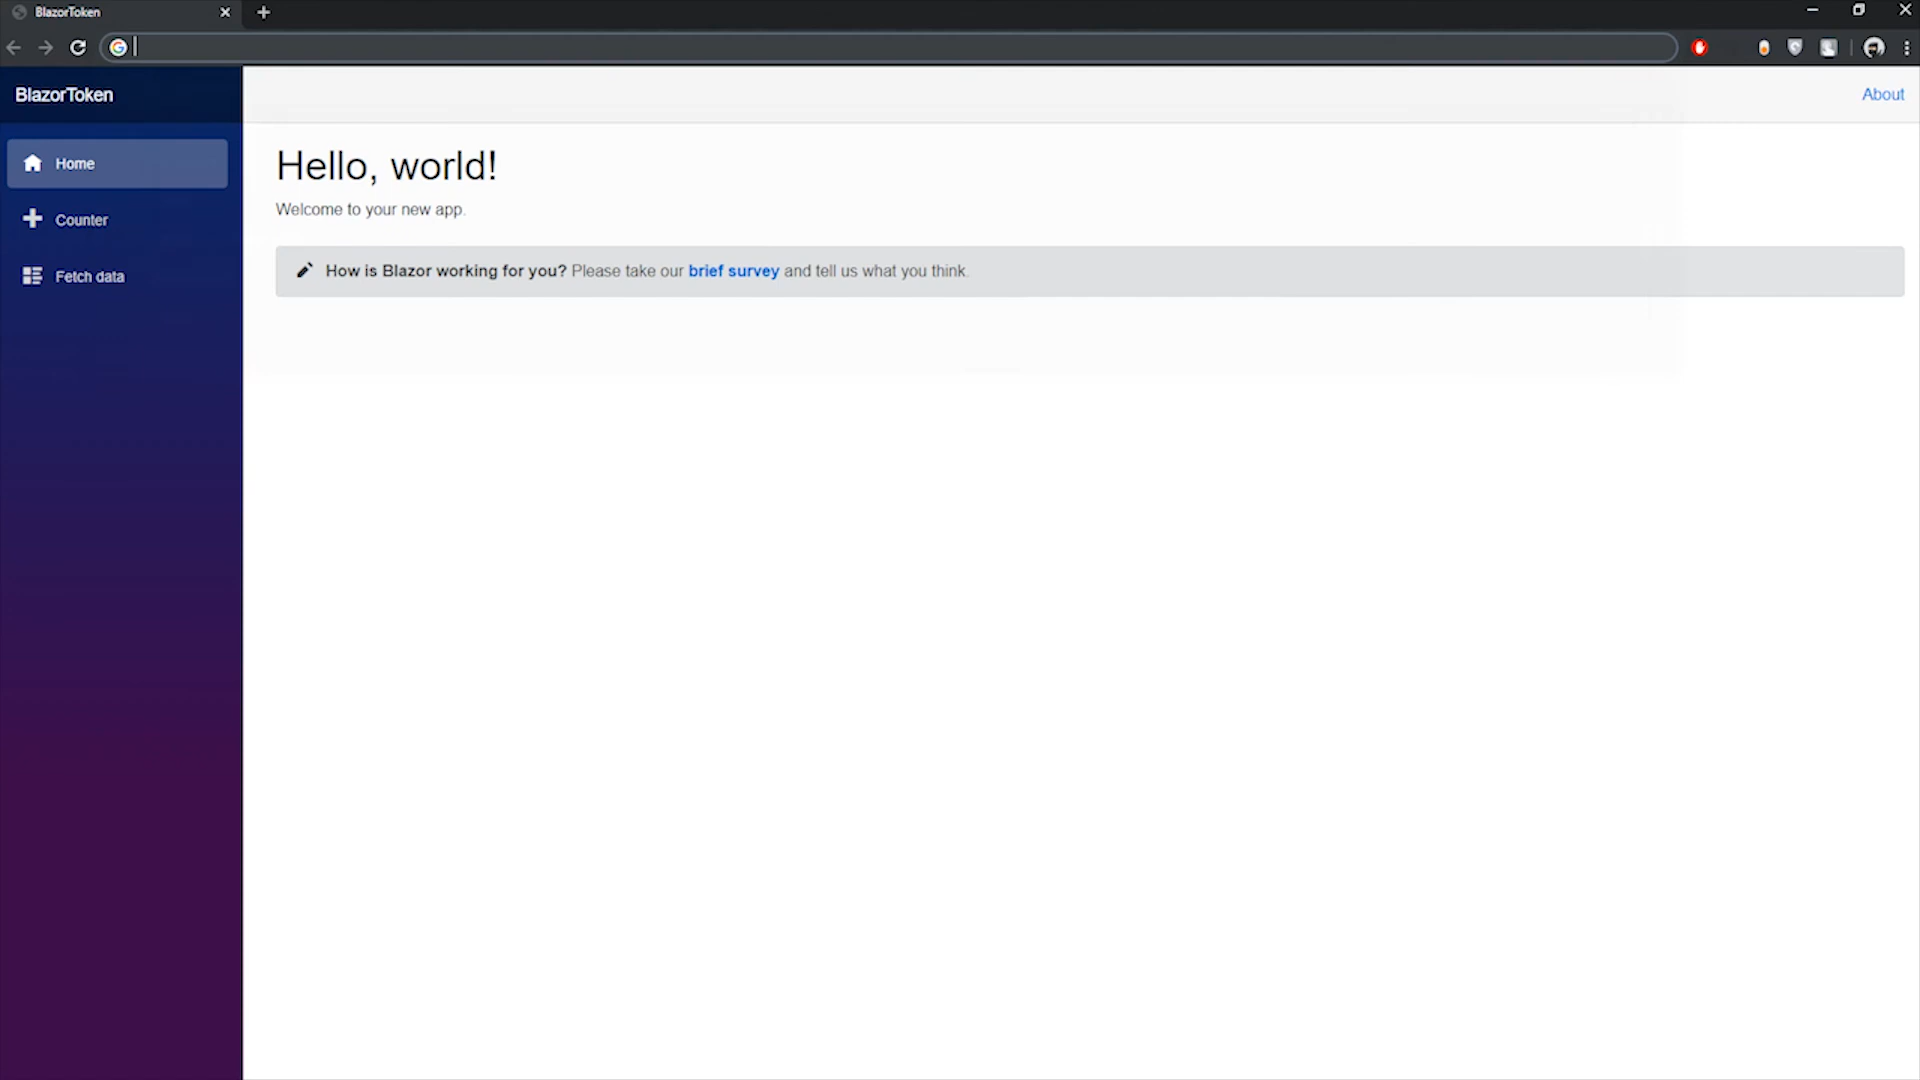 BlazorToken
BlazorToken
About
Home
Counter
Fetch data
Hello, world!
Welcome to your new app.
How is Blazor working for you? Please take our brief survey and tell us what you think.